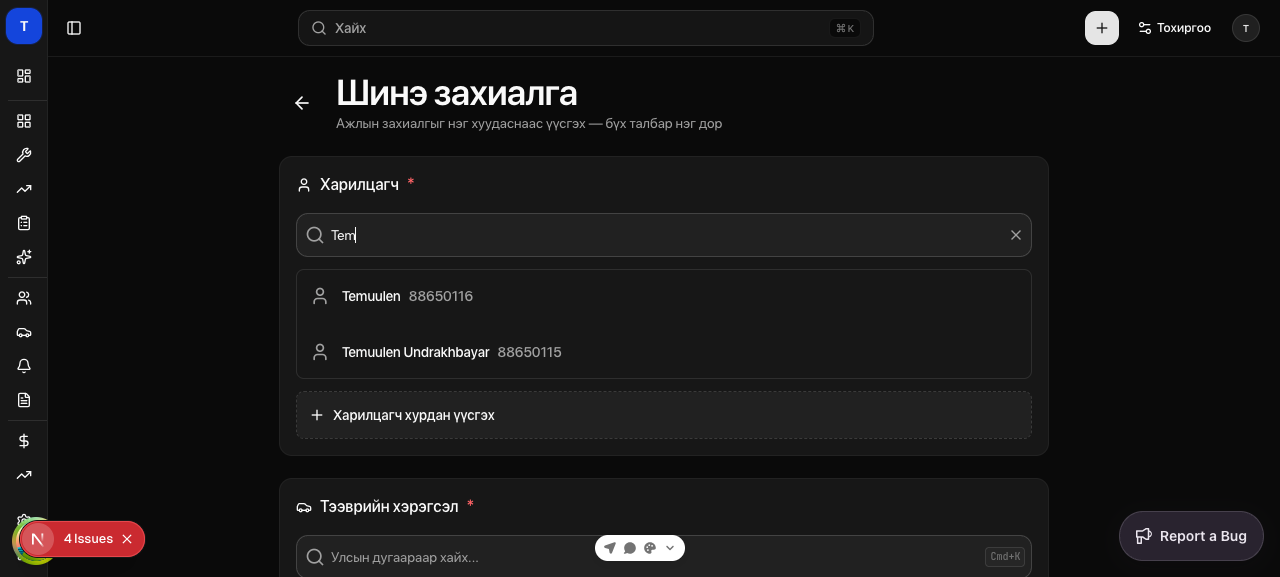 T
Хайх
⌘ K
Тохиргоо
T
Шинэ захиалга
Ажлын захиалгыг нэг хуудаснаас үүсгэх — бүх талбар нэг дор
Харилцагч *
Tem
Temuulen 88650116
Temuulen Undrakhbayar 88650115
Харилцагч хурдан үүсгэх
Тээврийн хэрэгсэл *
Улсын дугаараар хайх...
Cmd+K
N 4 Issues
Report a Bug